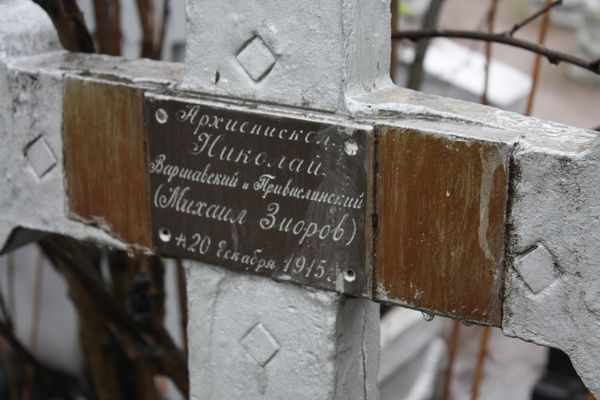 Архиепископ
Николай
Варшавский и Привислинский
(Михаил Зиоров)
+ 20 декабря 1915